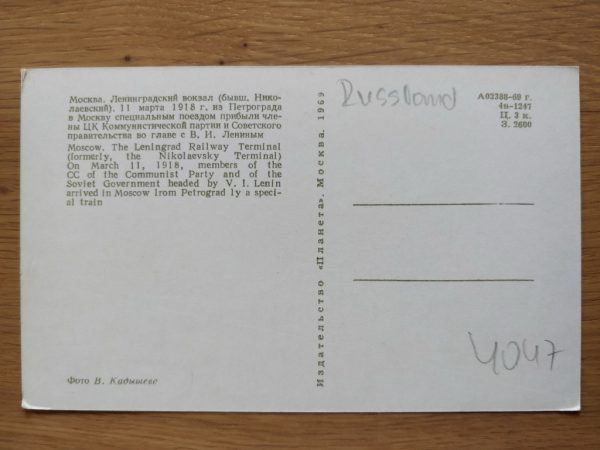 Москва. Ленинградский вокзал (бывш. Нико-
лаевский). 11 марта 1918 г. из Петрограда
в Москву специальным поездом прибыли чле-
ны ЦК Коммунистической партии и Советского
правительства во главе с В. И. Лениным
Moscow. The Leningrad Railway Terminal
(formerly, the Nikolaevsky Terminal)
On March 11, 1918, members of the
CC of the Communist Party and of the
Soviet Government headed by V. I. Lenin
arrived in Moscow from Petrograd ly a speci-
al train
Фото В. Кадышева
Издательство «Планета». Москва. 1969
Russland
А02388-69 г.
4в-1247
Ц. 3 к.
З. 2600
4047